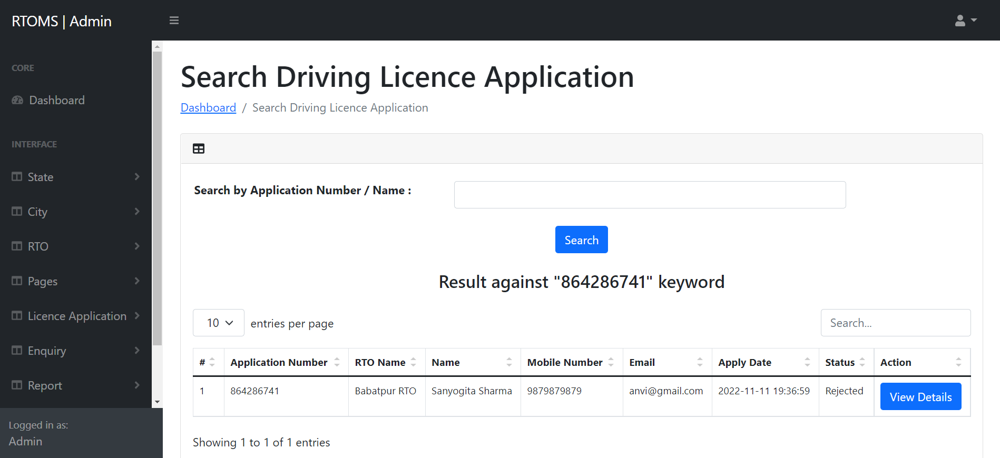 RTOMS | Admin
CORE
Dashboard
INTERFACE
State
City
RTO
Pages
Licence Application
Enquiry
Report
Logged in as:
Admin
Search Driving Licence Application
Dashboard / Search Driving Licence Application
Search by Application Number / Name :
Search
Result against "864286741" keyword
10 entries per page
Search...
# Application Number RTO Name Name Mobile Number Email Apply Date Status Action
1 864286741 Babatpur RTO Sanyogita Sharma 9879879879 anvi@gmail.com 2022-11-11 19:36:59 Rejected View Details
Showing 1 to 1 of 1 entries